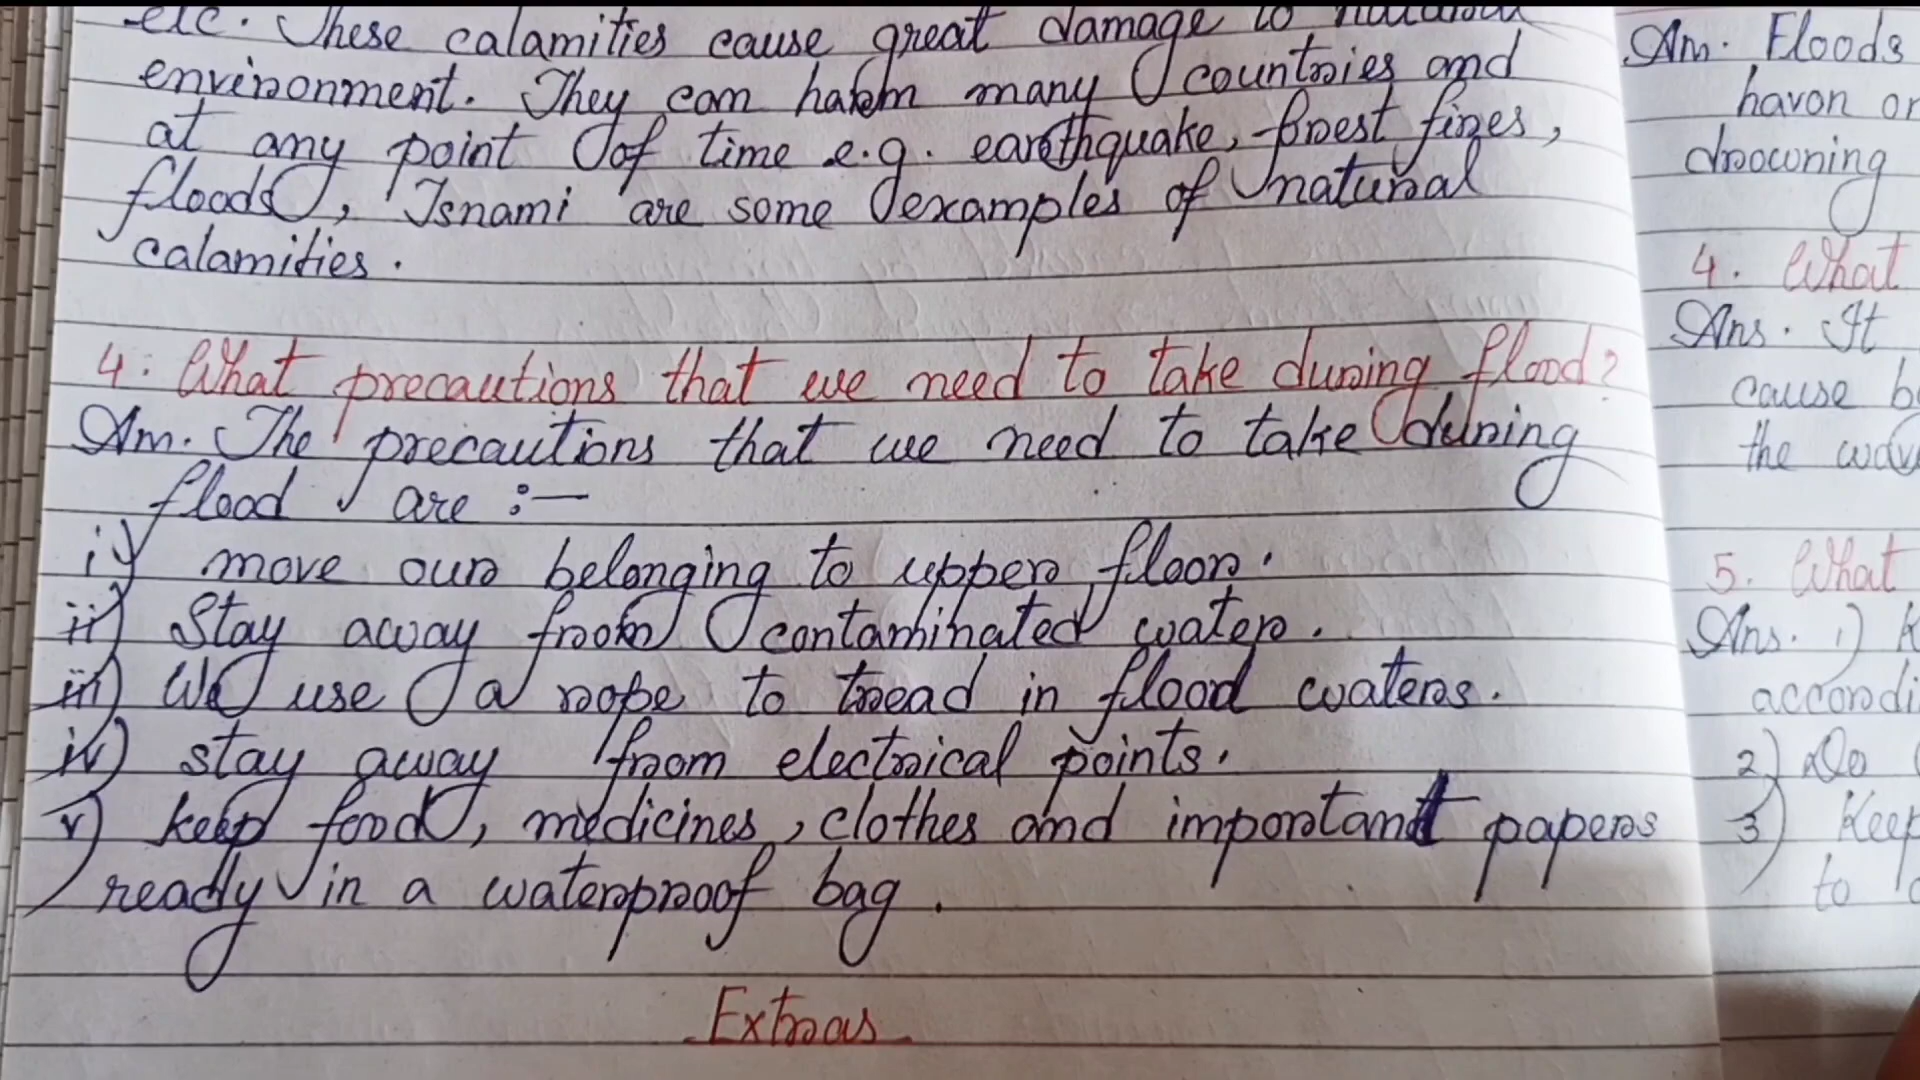 etc. These calamities cause great damage to
environment. They can harm many countries and
at any point of time e.g. earthquake, forest fires,
floods, Tsnami are some examples of natural
calamities.
4. What precautions that we need to take during flood?
Ans. The precautions that we need to take during
flood are :-
i) move our belonging to upper floor.
ii) Stay away from contaminated water.
iii) We use a rope to tread in flood waters.
iv) stay away from electrical points.
v) keep food, medicines, clothes and important papers
ready in a waterproof bag.
Extras
Ans. Floods
drowning
4. What
Ans. It
cause
the
5. What
Ans. 1)
2) Do
3) Keep
to